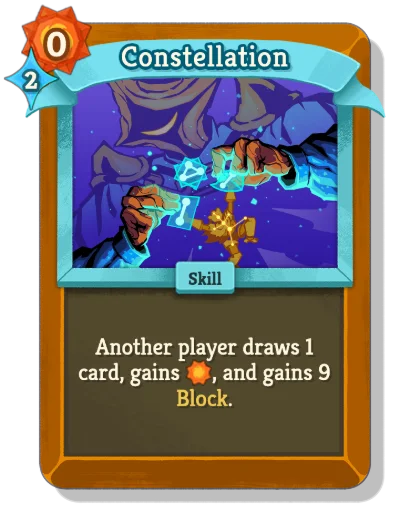 0
2
Constellation
Skill
Another player draws 1
card, gains , and gains 9
Block.